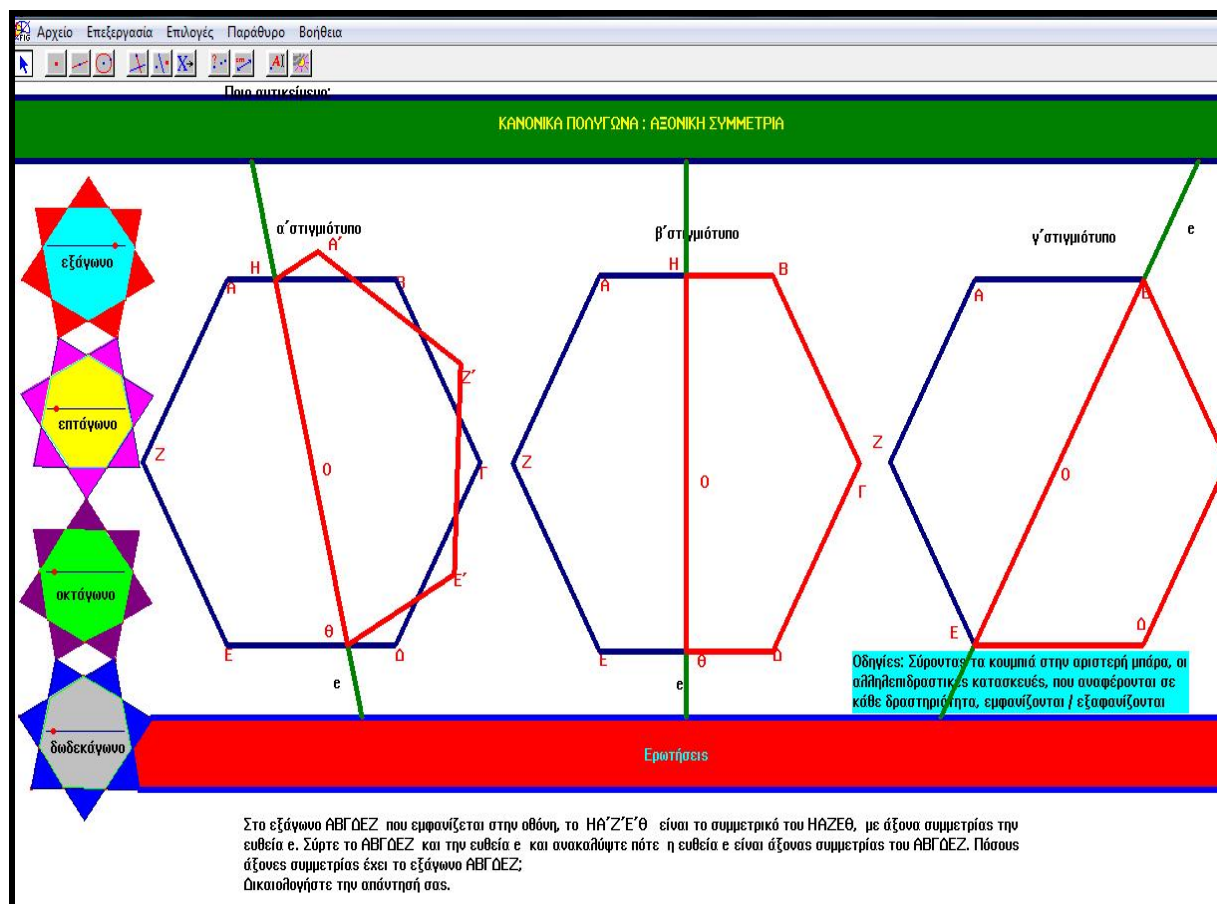 Αρχείο Επεξεργασία Επιλογές Παράθυρο Βοήθεια
Ποιο αντικείμενο;
ΚΑΝΟΝΙΚΑ ΠΟΛΥΓΩΝΑ : ΑΞΟΝΙΚΗ ΣΥΜΜΕΤΡΙΑ
α΄στιγμιότυπο
β΄στιγμιότυπο
γ΄στιγμιότυπο
e
Α΄
Η
Η
Β
Α
Β
Α
Α
Β
εξάγωνο
Ζ΄
επτάγωνο
Ζ
Γ
Ζ
Γ
Ζ
Ο
Ο
Ο
οκτάγωνο
Ε΄
Θ
Ε
Δ
Ε
Θ
Δ
Ε
Δ
e
e
Οδηγίες: Σύροντας τα κουμπιά στην αριστερή μπάρα, οι
αλληλεπιδραστικές κατασκευές, που αναφέρονται σε
κάθε δραστηριότητα, εμφανίζονται / εξαφανίζονται
δωδεκάγωνο
Ερωτήσεις
Στο εξάγωνο ΑΒΓΔΕΖ που εμφανίζεται στην οθόνη, το ΗΑ΄Ζ΄Ε΄Θ είναι το συμμετρικό του ΗΑΖΕΘ, με άξονα συμμετρίας την
ευθεία e. Σύρτε το ΑΒΓΔΕΖ και την ευθεία e και ανακαλύψτε πότε η ευθεία e είναι άξονας συμμετρίας του ΑΒΓΔΕΖ. Πόσους
άξονες συμμετρίας έχει το εξάγωνο ΑΒΓΔΕΖ;
Δικαιολογήστε την απάντησή σας.